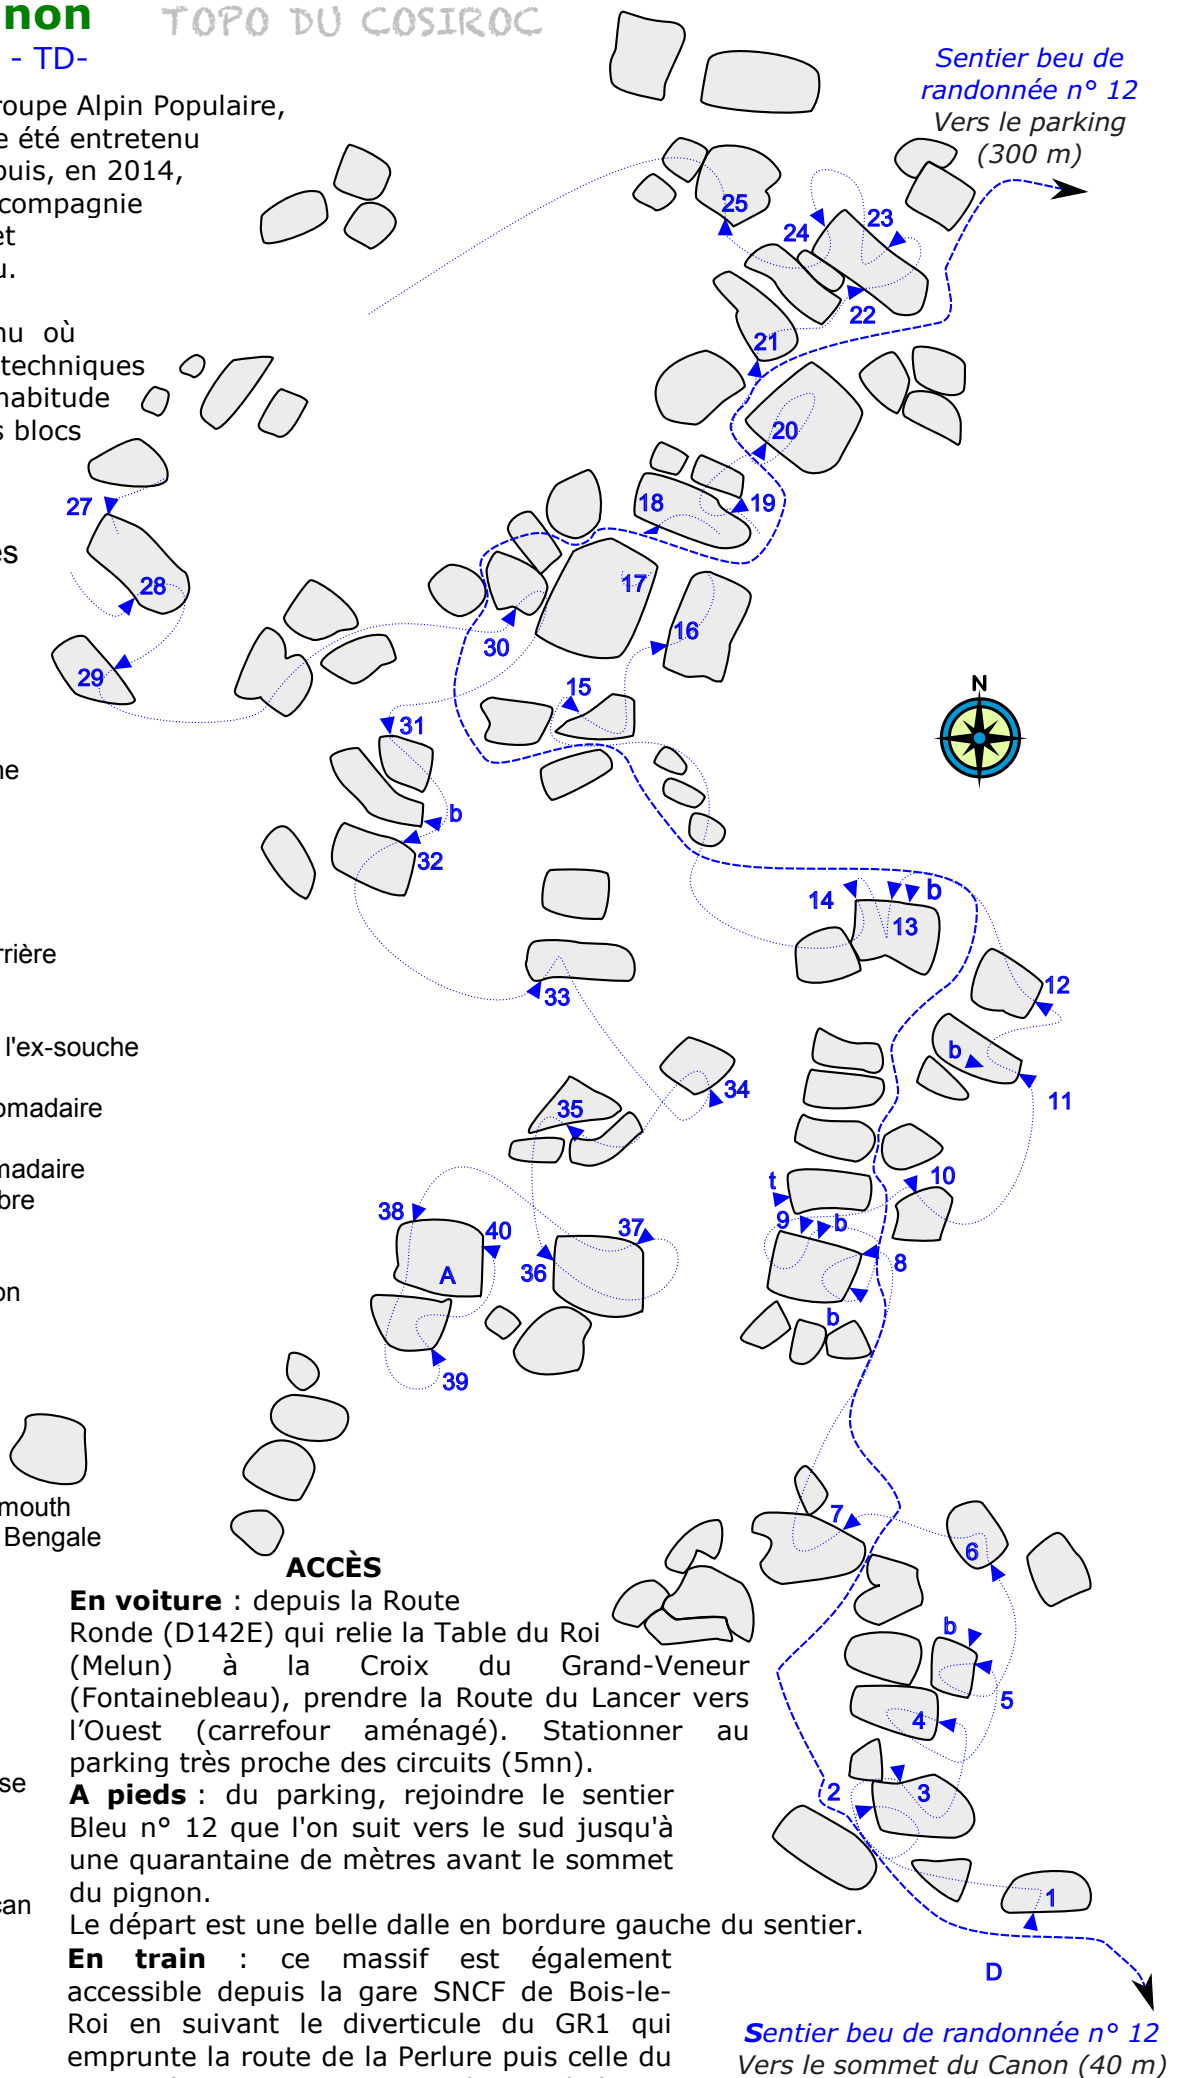 non
TOPO DU COSIROC
- TD-
roupe Alpin Populaire,
e été entretenu
puis, en 2014,
compagnie
et
u.
nu où
techniques
habitude
s blocs
es
ne
rrière
l'ex-souche
omadaire
madaire
bre
on
mouth
Bengale
se
can
Sentier beu de
randonnée n° 12
Vers le parking
(300 m)
25
24
23
22
21
20
18
19
17
16
15
27
28
29
30
31
b
32
33
34
35
36
37
38
40
A
39
N
14
13
b
12
b
11
10
t
9
b
8
b
7
6
b
5
4
3
2
1
D
ACCÈS
En voiture : depuis la Route
Ronde (D142E) qui relie la Table du Roi
(Melun) à la Croix du Grand-Veneur
(Fontainebleau), prendre la Route du Lancer vers
l’Ouest (carrefour aménagé). Stationner au
parking très proche des circuits (5mn).
A pieds : du parking, rejoindre le sentier
Bleu n° 12 que l'on suit vers le sud jusqu'à
une quarantaine de mètres avant le sommet
du pignon.
Le départ est une belle dalle en bordure gauche du sentier.
En train : ce massif est également
accessible depuis la gare SNCF de Bois-le-
Roi en suivant le diverticule du GR1 qui
emprunte la route de la Perlure puis celle du
Sentier beu de randonnée n° 12
Vers le sommet du Canon (40 m)